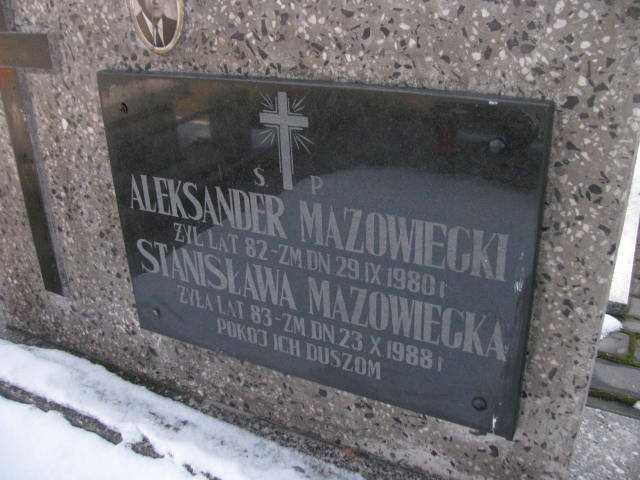 Ś. P
ALEKSANDER MAZOWIECKI
ŻYŁ LAT 82-ZM DN 29 IX 1980 r
STANISŁAWA MAZOWIECKA
ŻYŁA LAT 83-ZM DN. 23 X 1988 r
POKÓJ ICH DUSZOM